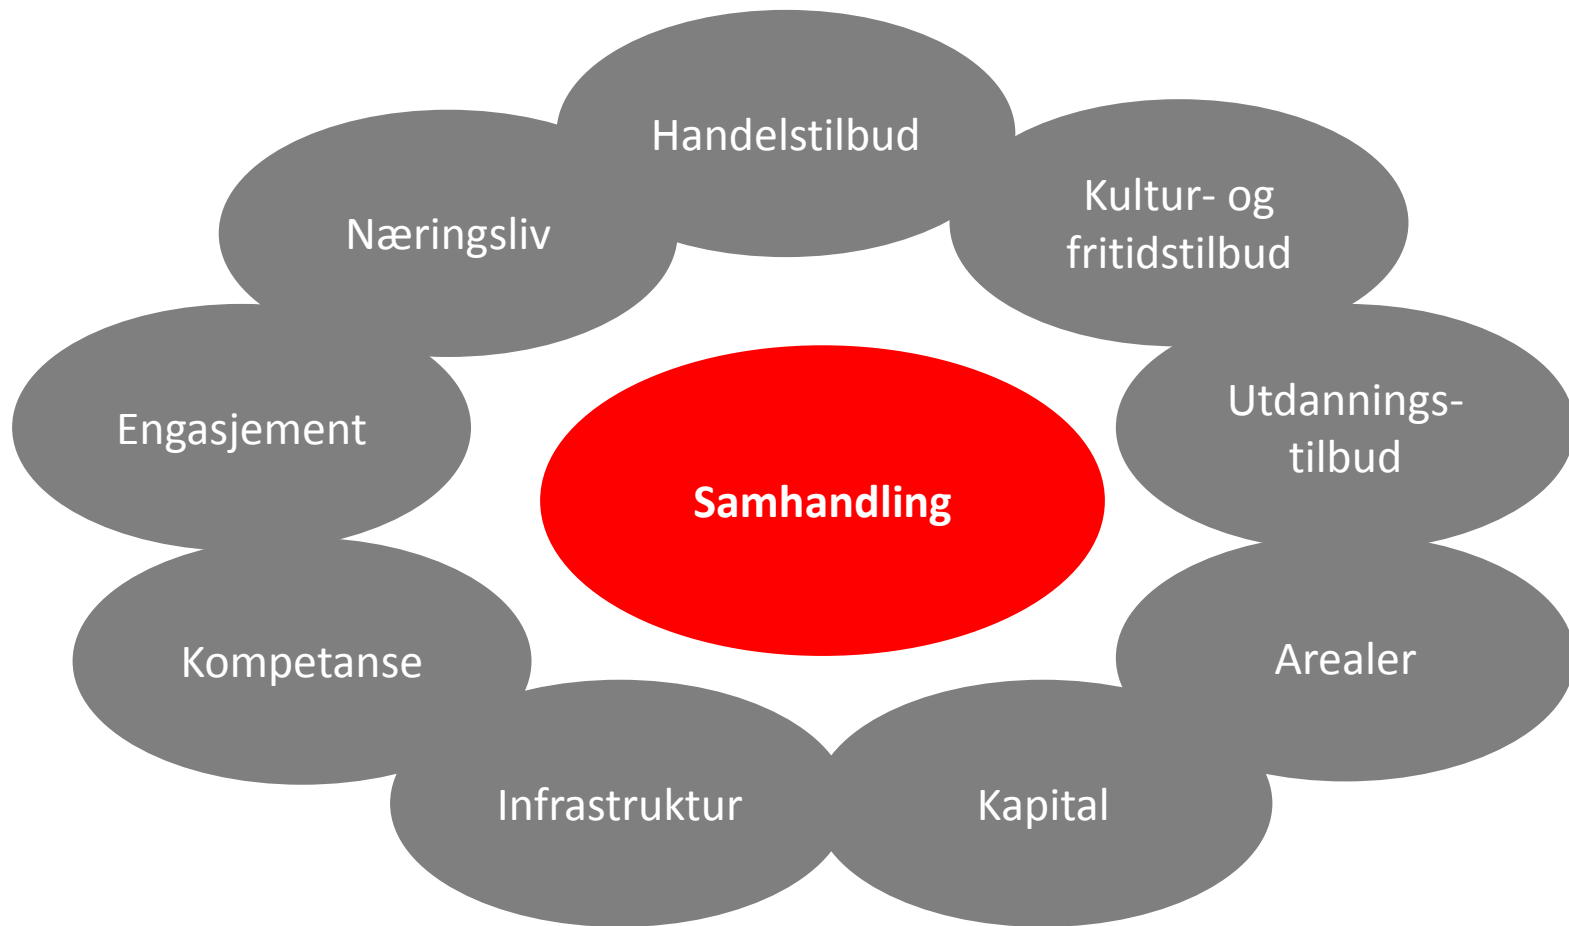 Handelstilbud
Kultur- og
fritidstilbud
Næringsliv
Utdannings-
tilbud
Engasjement
Samhandling
Kompetanse
Arealer
Infrastruktur
Kapital